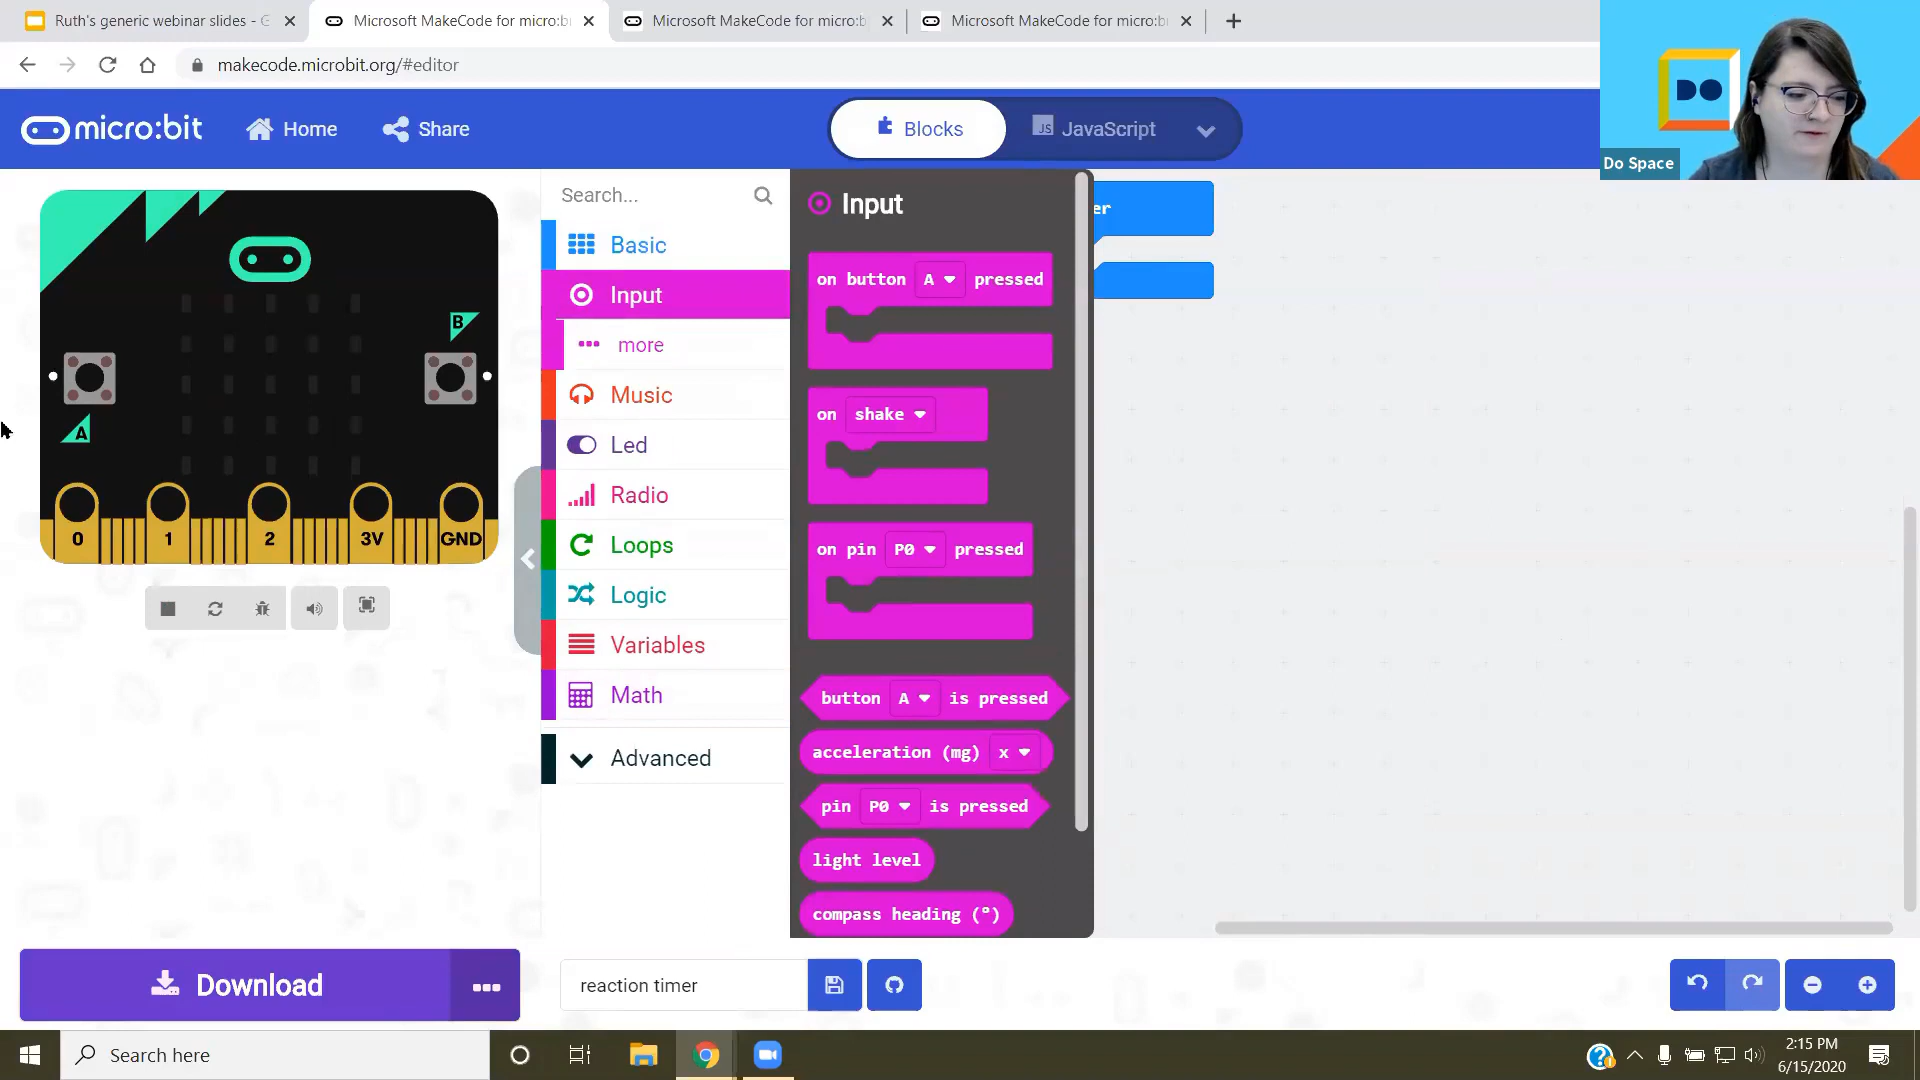 Ruth's generic webinar slides - G
Microsoft MakeCode for micro:bi
Microsoft MakeCode for micro:b
Microsoft MakeCode for micro:b
makecode.microbit.org/#editor
DO
Do Space
micro:bit
Home
Share
Blocks
JS
JavaScript
Search...
Basic
Input
more
Music
Led
Radio
Loops
Logic
Variables
Math
Advanced
Input
on button A pressed
on shake
on pin P0 pressed
button A is pressed
acceleration (mg) x
pin P0 is pressed
light level
compass heading (°)
er
B
A
0 1 2 3V GND
Download
reaction timer
Search here
2:15 PM
6/15/2020